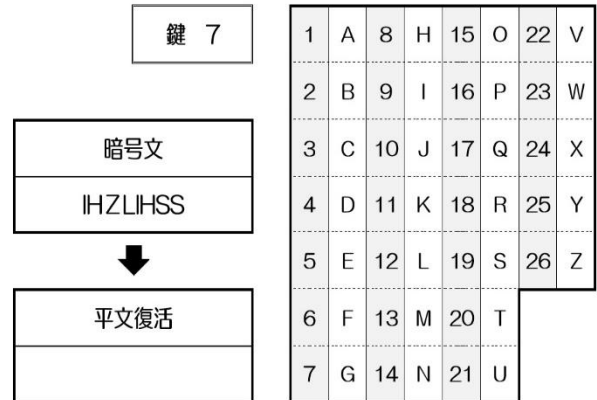 鍵 7
暗号文
IHZLIHSS
平文復活
1 A 8 H 15 O 22 V
2 B 9 I 16 P 23 W
3 C 10 J 17 Q 24 X
4 D 11 K 18 R 25 Y
5 E 12 L 19 S 26 Z
6 F 13 M 20 T
7 G 14 N 21 U